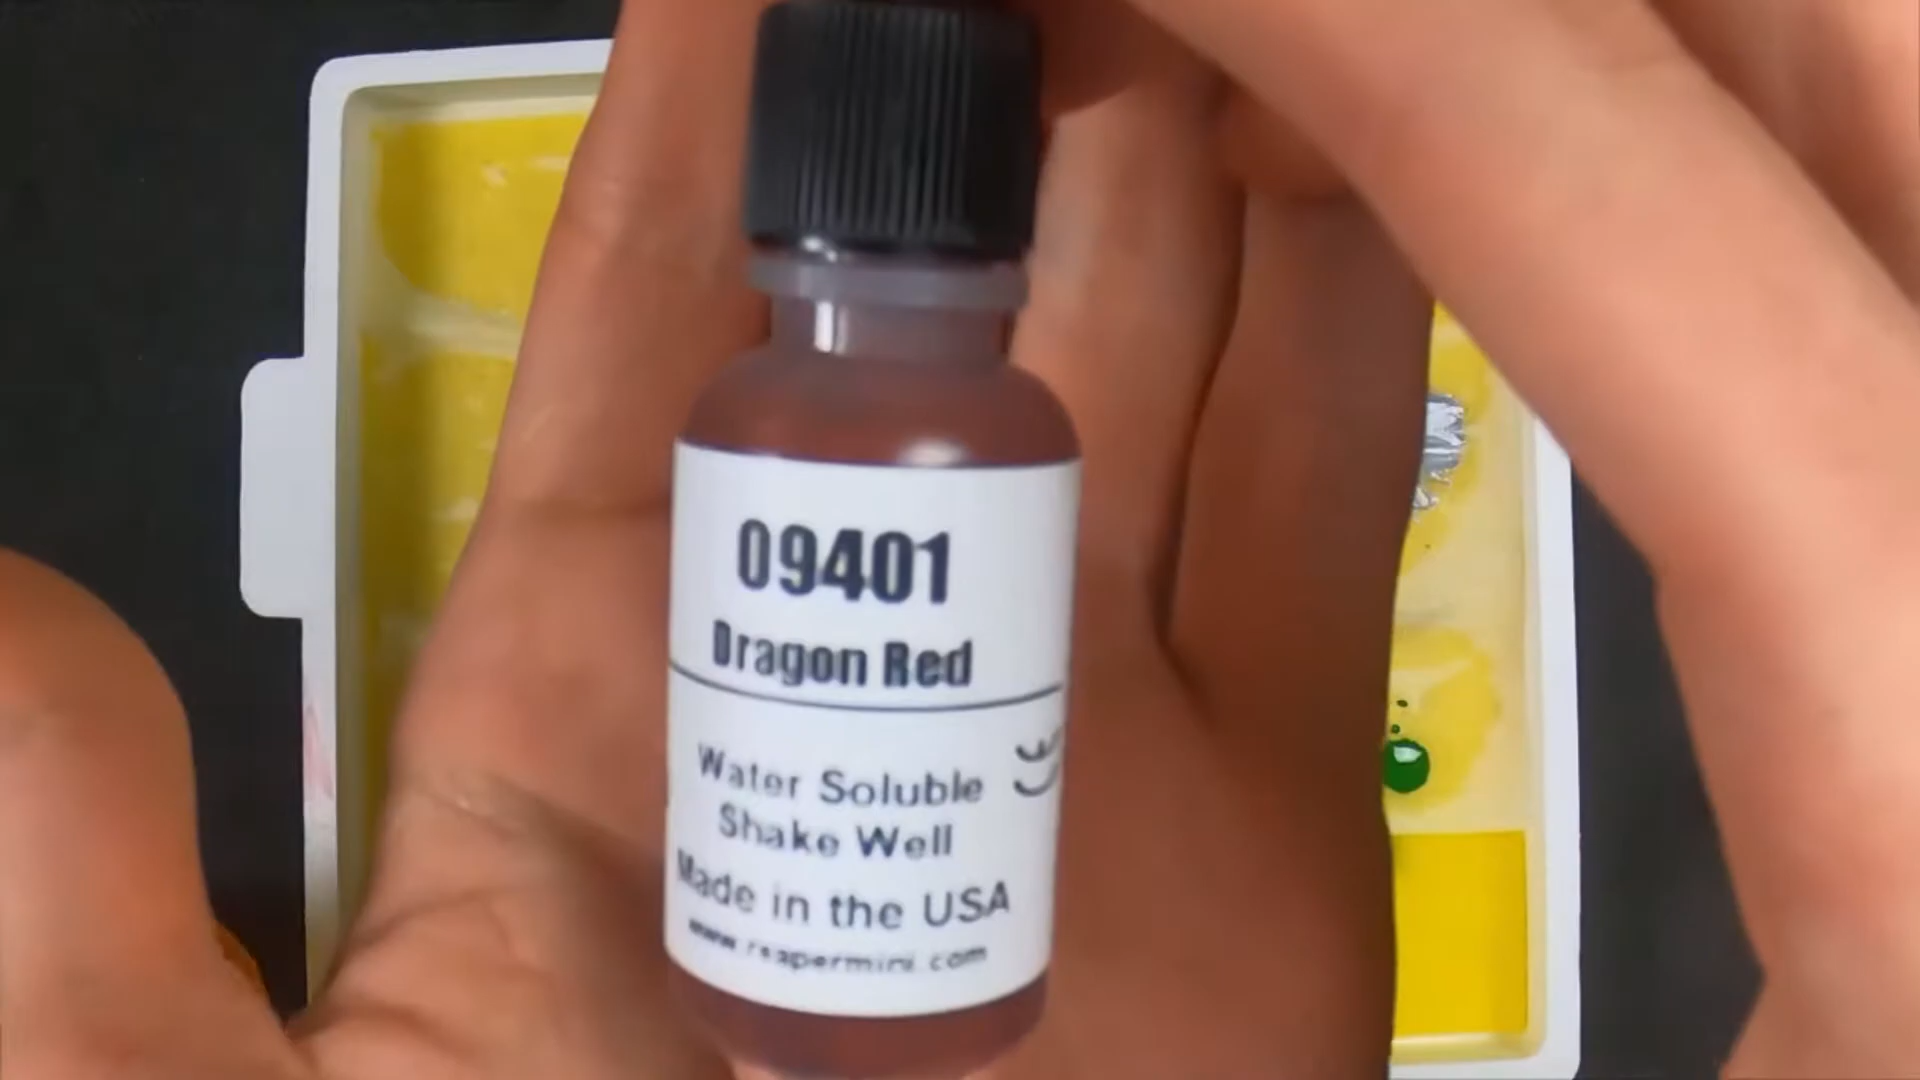 09401
Dragon Red
Water Soluble
Shake Well
Made in the USA
www.reapermini.com